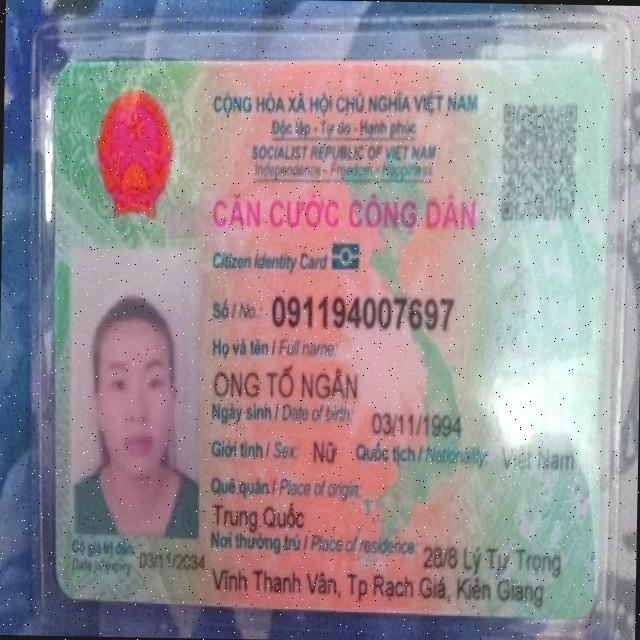 CỘNG HÒA XÃ HỘI CHỦ NGHĨA VIỆT NAM
Độc lập - Tự do - Hạnh phúc
SOCIALIST REPUBLIC OF VIET NAM
Independence - Freedom - Happiness
CĂN CƯỚC CÔNG DÂN
Citizen Identity Card
Số / No.: 091194007697
Họ và tên / Full name:
ONG TỐ NGÂN
Ngày sinh / Date of birth: 03/11/1994
Giới tính / Sex: Nữ Quốc tịch / Nationality: Việt Nam
Quê quán / Place of origin:
Trung Quốc
Nơi thường trú / Place of residence: 28/8 Lý Tự Trọng
Vĩnh Thanh Vân, Tp Rạch Giá, Kiên Giang
Có giá trị đến: 03/11/2034
Date of expiry